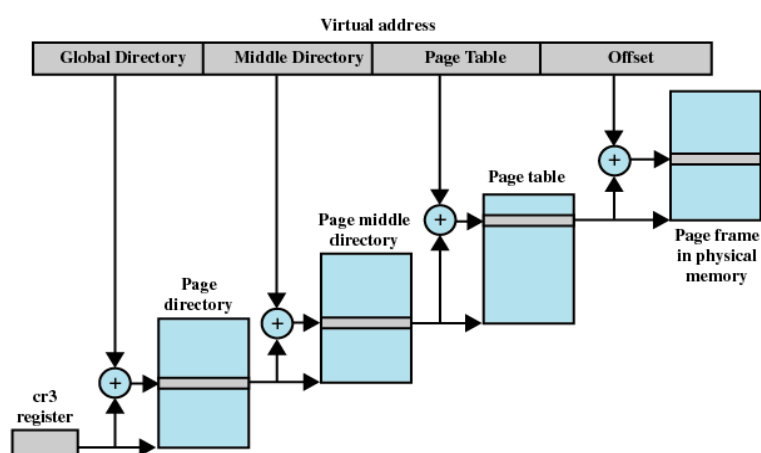 Virtual address
Global Directory
Middle Directory
Page Table
Offset
+
Page table
+
Page middle
directory
Page frame
in physical
memory
Page
directory
+
+
cr3
register